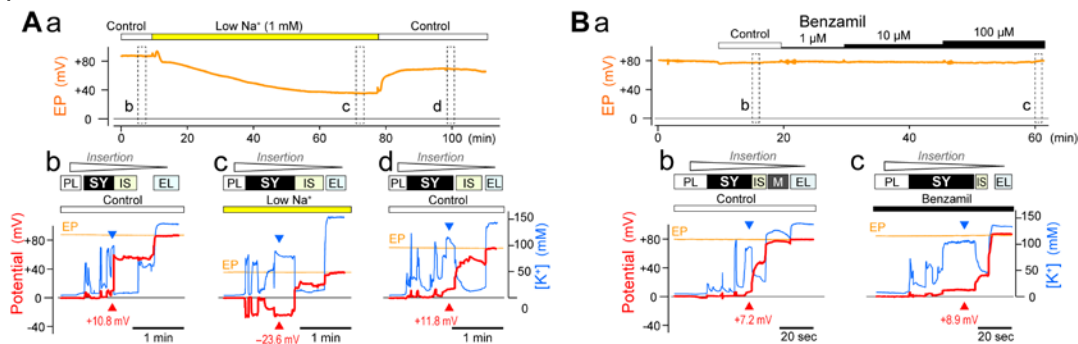 A a
Control
Low Na⁺ (1 mM)
Control
EP (mV)
+80
+40
0
b
c
d
0
20
40
60
80
100
(min)
b
Insertion
PL
SY
IS
EL
Control
EP
Potential (mV)
+80
+40
0
-40
+10.8 mV
1 min
c
Insertion
PL
SY
IS
EL
Low Na⁺
−23.6 mV
1 min
d
Insertion
PL
SY
IS
EL
Control
+11.8 mV
1 min
150
100
50
0
[K⁺] (mM)
B a
Benzamil
Control
1 µM
10 µM
100 µM
EP (mV)
+80
+40
0
b
c
0
20
40
60
(min)
b
Insertion
PL
SY
IS
M
EL
Control
EP
Potential (mV)
+80
+40
0
-40
+7.2 mV
20 sec
c
Insertion
PL
SY
IS
EL
Benzamil
+8.9 mV
20 sec
150
100
50
0
[K⁺] (mM)